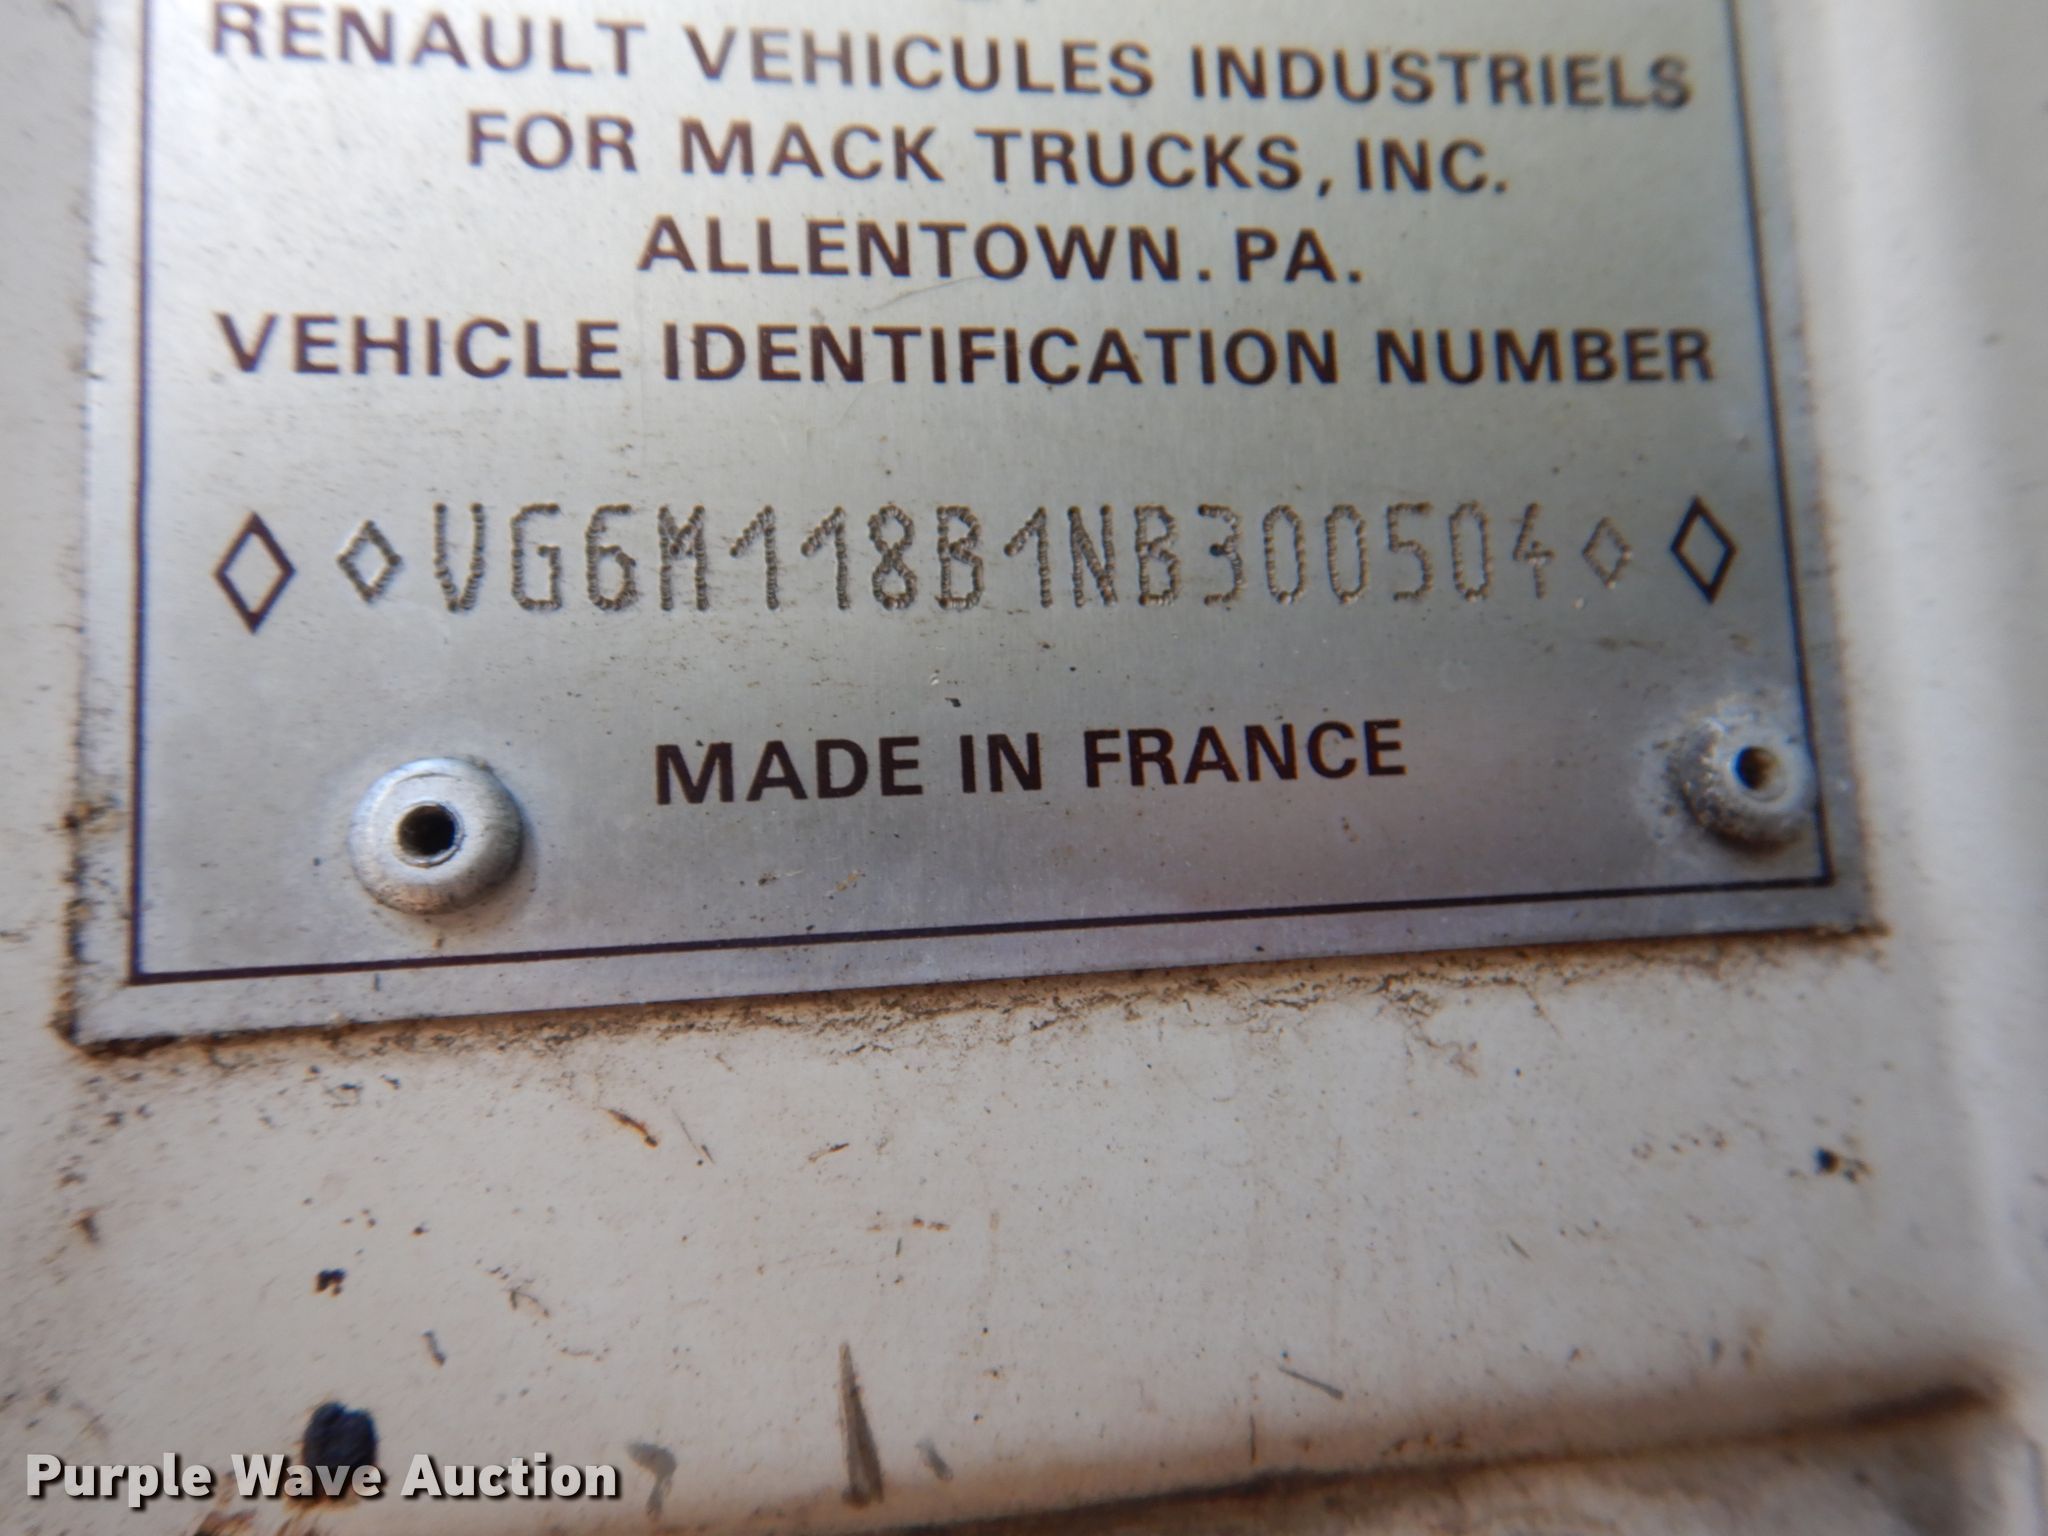 RENAULT VEHICULES INDUSTRIELS
FOR MACK TRUCKS, INC.
ALLENTOWN. PA.
VEHICLE IDENTIFICATION NUMBER
◇ ◇VG6M118B1NB300504◇ ◇
MADE IN FRANCE
Purple Wave Auction